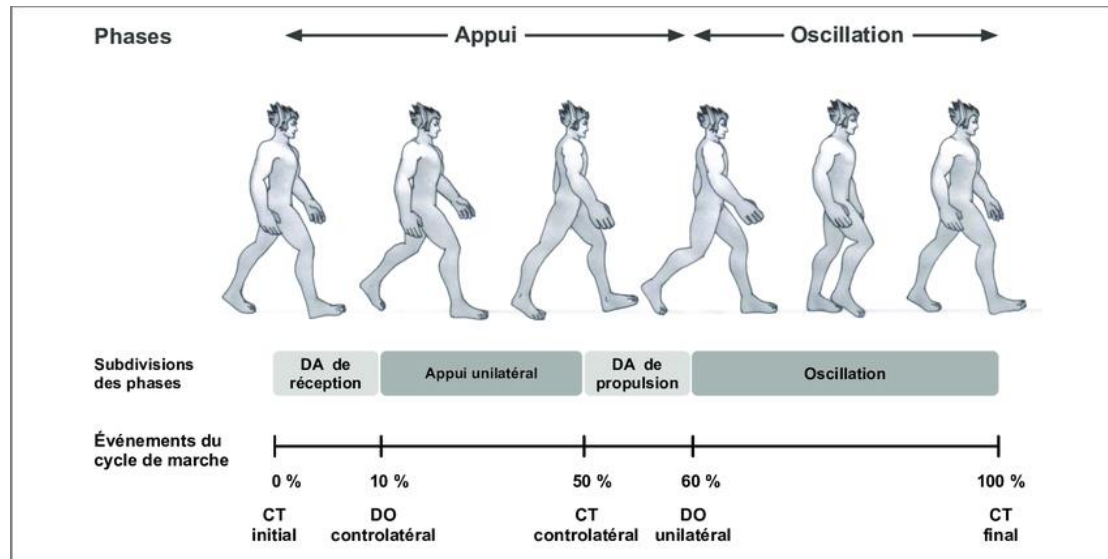 Phases
Appui
Oscillation
Subdivisions
des phases
DA de
réception
Appui unilatéral
DA de
propulsion
Oscillation
Événements du
cycle de marche
0 %
10 %
50 %
60 %
100 %
CT
initial
DO
controlatéral
CT
controlatéral
DO
unilatéral
CT
final